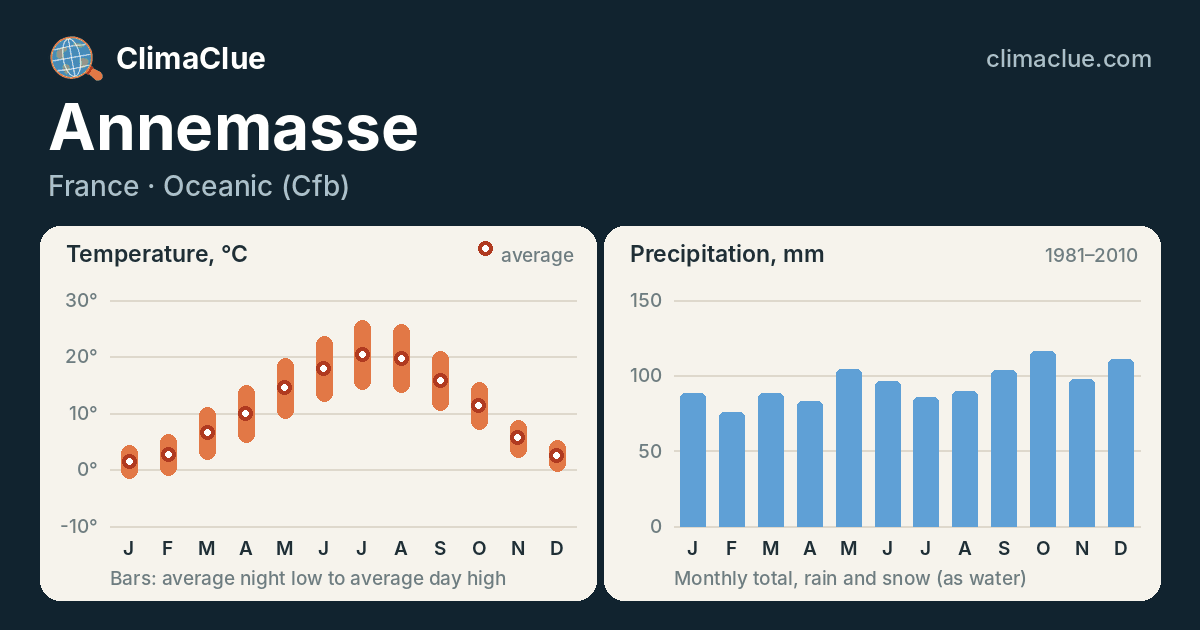 ClimaClue
climaclue.com
Annemasse
France · Oceanic (Cfb)
Temperature, °C
average
30°
20°
10°
0°
-10°
J F M A M J J A S O N D
Bars: average night low to average day high
Precipitation, mm
1981–2010
150
100
50
0
J F M A M J J A S O N D
Monthly total, rain and snow (as water)